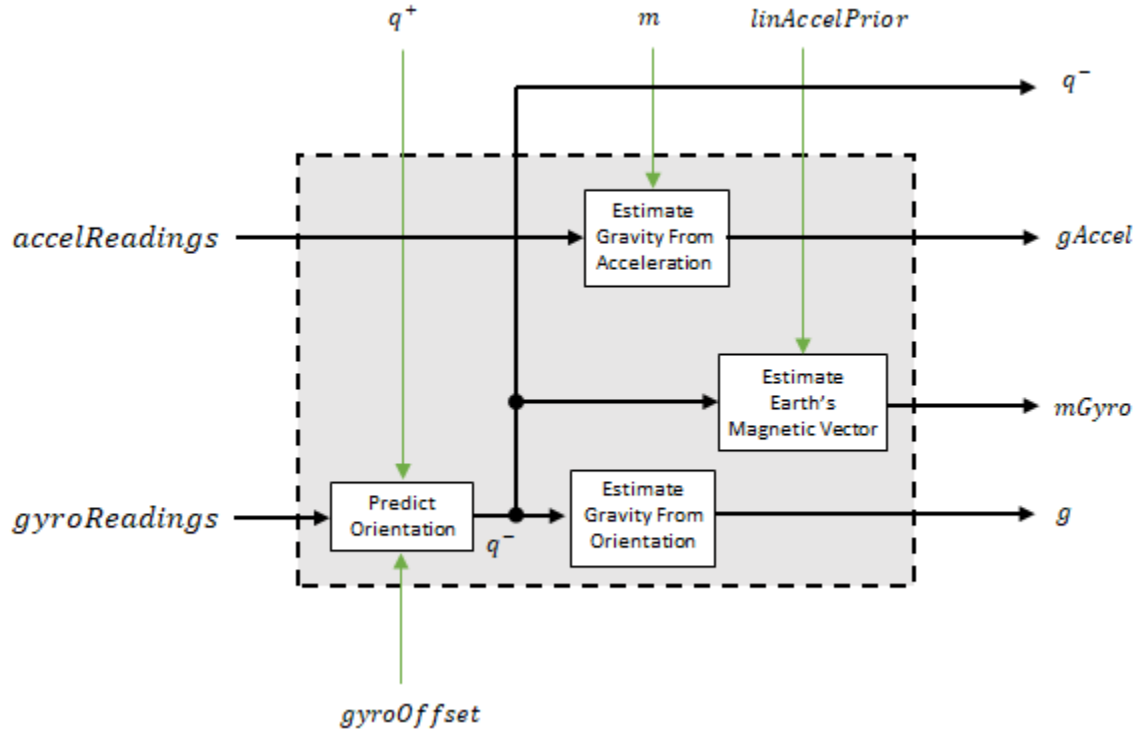 q⁺
m
linAccelPrior
q⁻
Estimate
Gravity From
Acceleration
accelReadings
gAccel
Estimate
Earth's
Magnetic Vector
mGyro
Predict
Orientation
gyroReadings
q⁻
Estimate
Gravity From
Orientation
g
gyroOffset